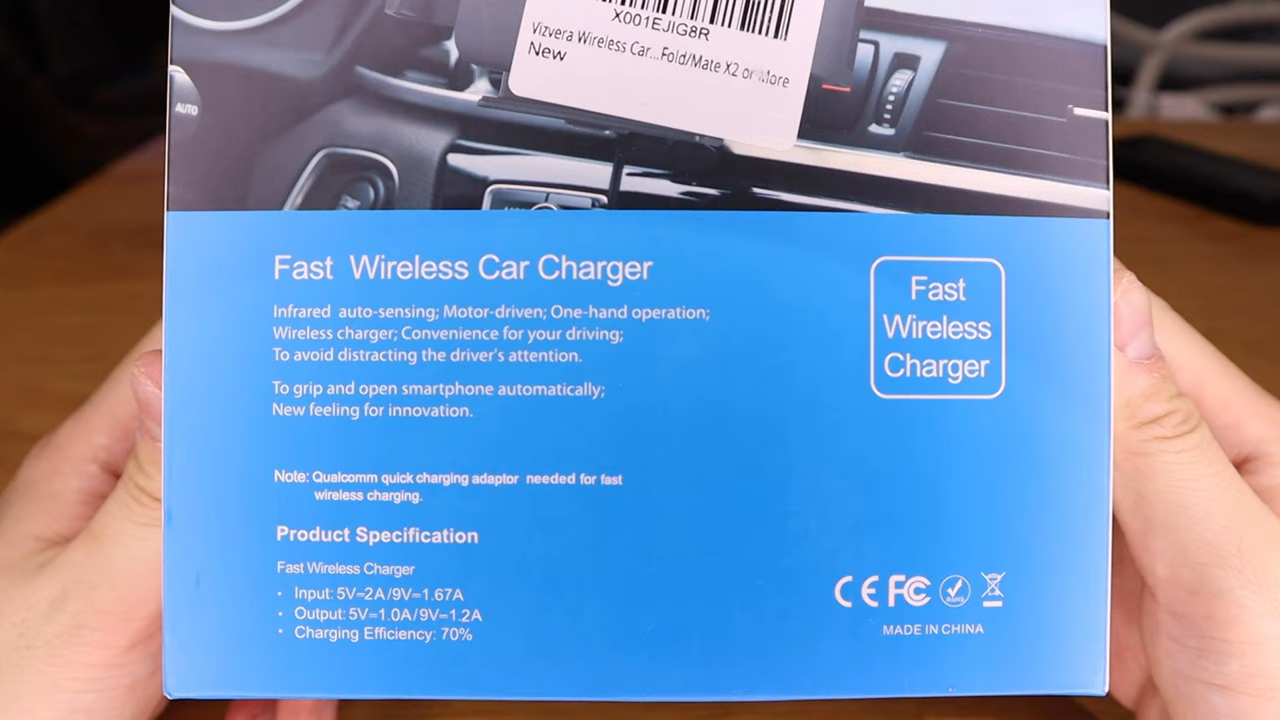 X001EJIG8R
Vizvera Wireless Car...Fold/Mate X2 or More
New
AUTO
Fast Wireless Car Charger
Infrared auto-sensing; Motor-driven; One-hand operation;
Wireless charger; Convenience for your driving;
To avoid distracting the driver's attention.
To grip and open smartphone automatically;
New feeling for innovation.
Fast
Wireless
Charger
Note: Qualcomm quick charging adaptor needed for fast
wireless charging.
Product Specification
Fast Wireless Charger
• Input: 5V=2A/9V=1.67A
• Output: 5V=1.0A/9V=1.2A
• Charging Efficiency: 70%
CE FC RoHS
MADE IN CHINA